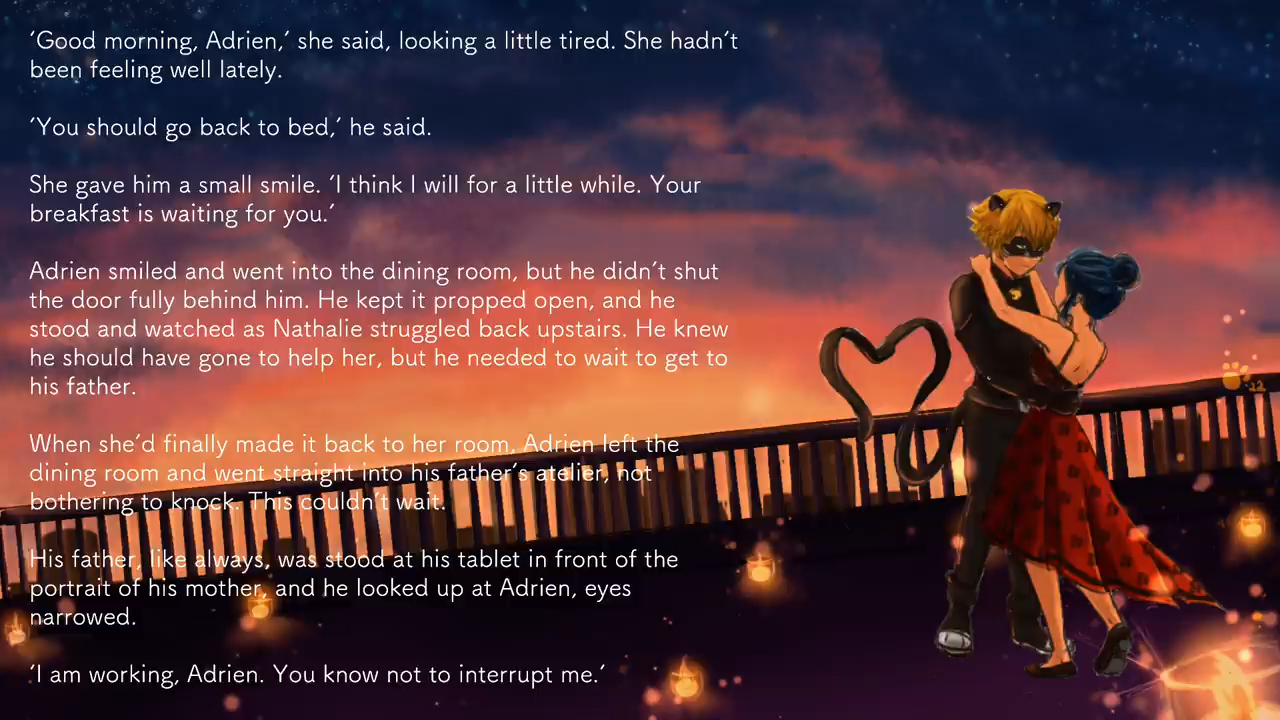 ‘Good morning, Adrien,’ she said, looking a little tired. She hadn’t
been feeling well lately.
‘You should go back to bed,’ he said.
She gave him a small smile. ‘I think I will for a little while. Your
breakfast is waiting for you.’
Adrien smiled and went into the dining room, but he didn’t shut
the door fully behind him. He kept it propped open, and he
stood and watched as Nathalie struggled back upstairs. He knew
he should have gone to help her, but he needed to wait to get to
his father.
When she’d finally made it back to her room, Adrien left the
dining room and went straight into his father’s atelier, not
bothering to knock. This couldn’t wait.
His father, like always, was stood at his tablet in front of the
portrait of his mother, and he looked up at Adrien, eyes
narrowed.
‘I am working, Adrien. You know not to interrupt me.’